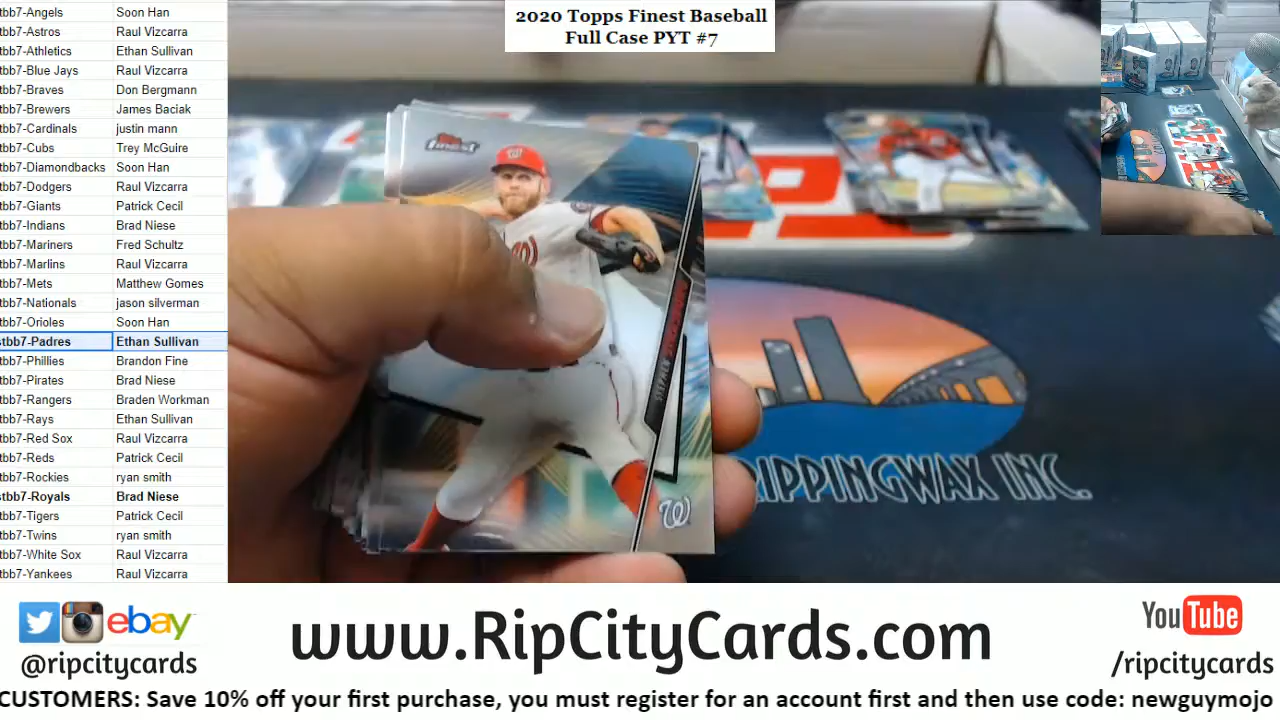 2020 Topps Finest Baseball
Full Case PYT #7
tbb7-Angels Soon Han
tbb7-Astros Raul Vizcarra
tbb7-Athletics Ethan Sullivan
tbb7-Blue Jays Raul Vizcarra
tbb7-Braves Don Bergmann
tbb7-Brewers James Baciak
tbb7-Cardinals justin mann
tbb7-Cubs Trey McGuire
tbb7-Diamondbacks Soon Han
tbb7-Dodgers Raul Vizcarra
tbb7-Giants Patrick Cecil
tbb7-Indians Brad Niese
tbb7-Mariners Fred Schultz
tbb7-Marlins Raul Vizcarra
tbb7-Mets Matthew Gomes
tbb7-Nationals jason silverman
tbb7-Orioles Soon Han
stbb7-Padres Ethan Sullivan
tbb7-Phillies Brandon Fine
tbb7-Pirates Brad Niese
tbb7-Rangers Braden Workman
tbb7-Rays Ethan Sullivan
tbb7-Red Sox Raul Vizcarra
tbb7-Reds Patrick Cecil
tbb7-Rockies ryan smith
stbb7-Royals Brad Niese
tbb7-Tigers Patrick Cecil
tbb7-Twins ryan smith
tbb7-White Sox Raul Vizcarra
tbb7-Yankees Raul Vizcarra
finest
W
STEPHEN STRASBURG
W
RIPPINGWAX INC.
ebay
@ripcitycards
www.RipCityCards.com
YouTube
/ripcitycards
CUSTOMERS: Save 10% off your first purchase, you must register for an account first and then use code: newguymojo